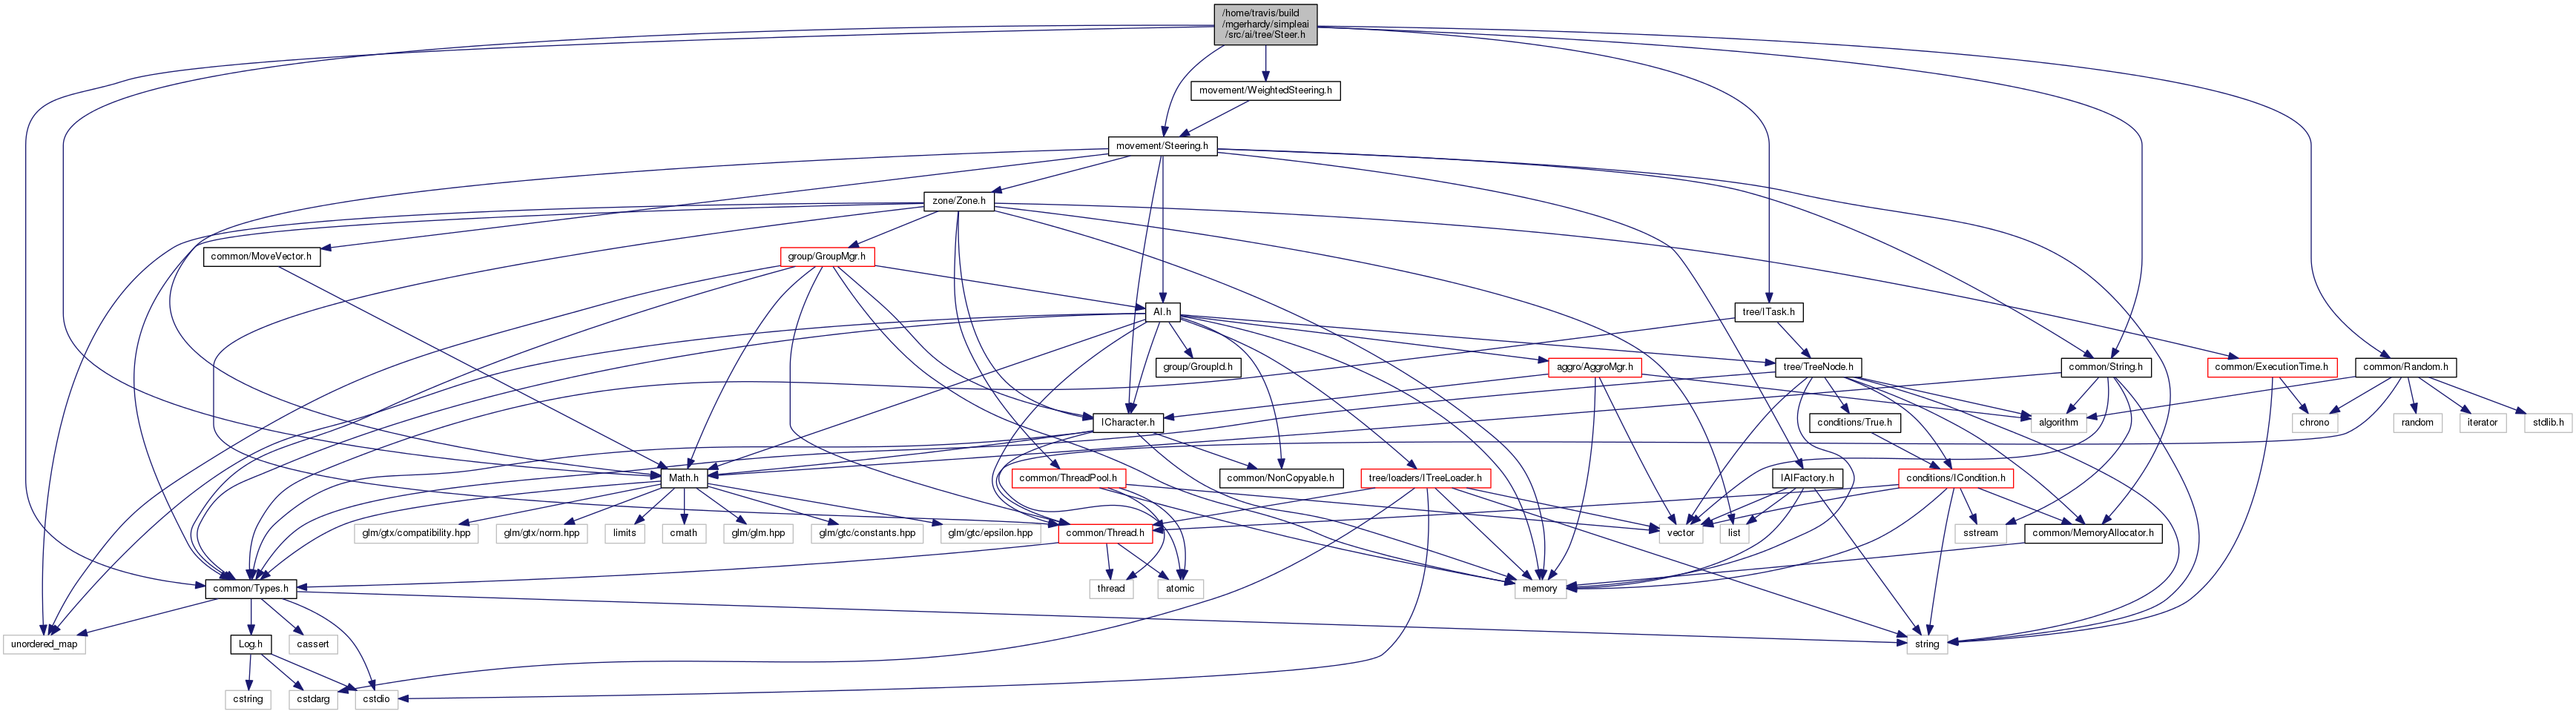 /home/travis/build
/mgerhardy/simpleai
/src/ai/tree/Steer.h
movement/WeightedSteering.h
movement/Steering.h
zone/Zone.h
common/MoveVector.h
group/GroupMgr.h
AI.h
tree/ITask.h
group/GroupId.h
aggro/AggroMgr.h
tree/TreeNode.h
common/String.h
common/ExecutionTime.h
common/Random.h
ICharacter.h
conditions/True.h
algorithm
chrono
random
iterator
stdlib.h
Math.h
common/ThreadPool.h
common/NonCopyable.h
tree/loaders/ITreeLoader.h
IAIFactory.h
conditions/ICondition.h
glm/gtx/compatibility.hpp
glm/gtx/norm.hpp
limits
cmath
glm/glm.hpp
glm/gtc/constants.hpp
glm/gtc/epsilon.hpp
common/Thread.h
vector
list
sstream
common/MemoryAllocator.h
common/Types.h
thread
atomic
memory
unordered_map
Log.h
cassert
string
cstring
cstdarg
cstdio